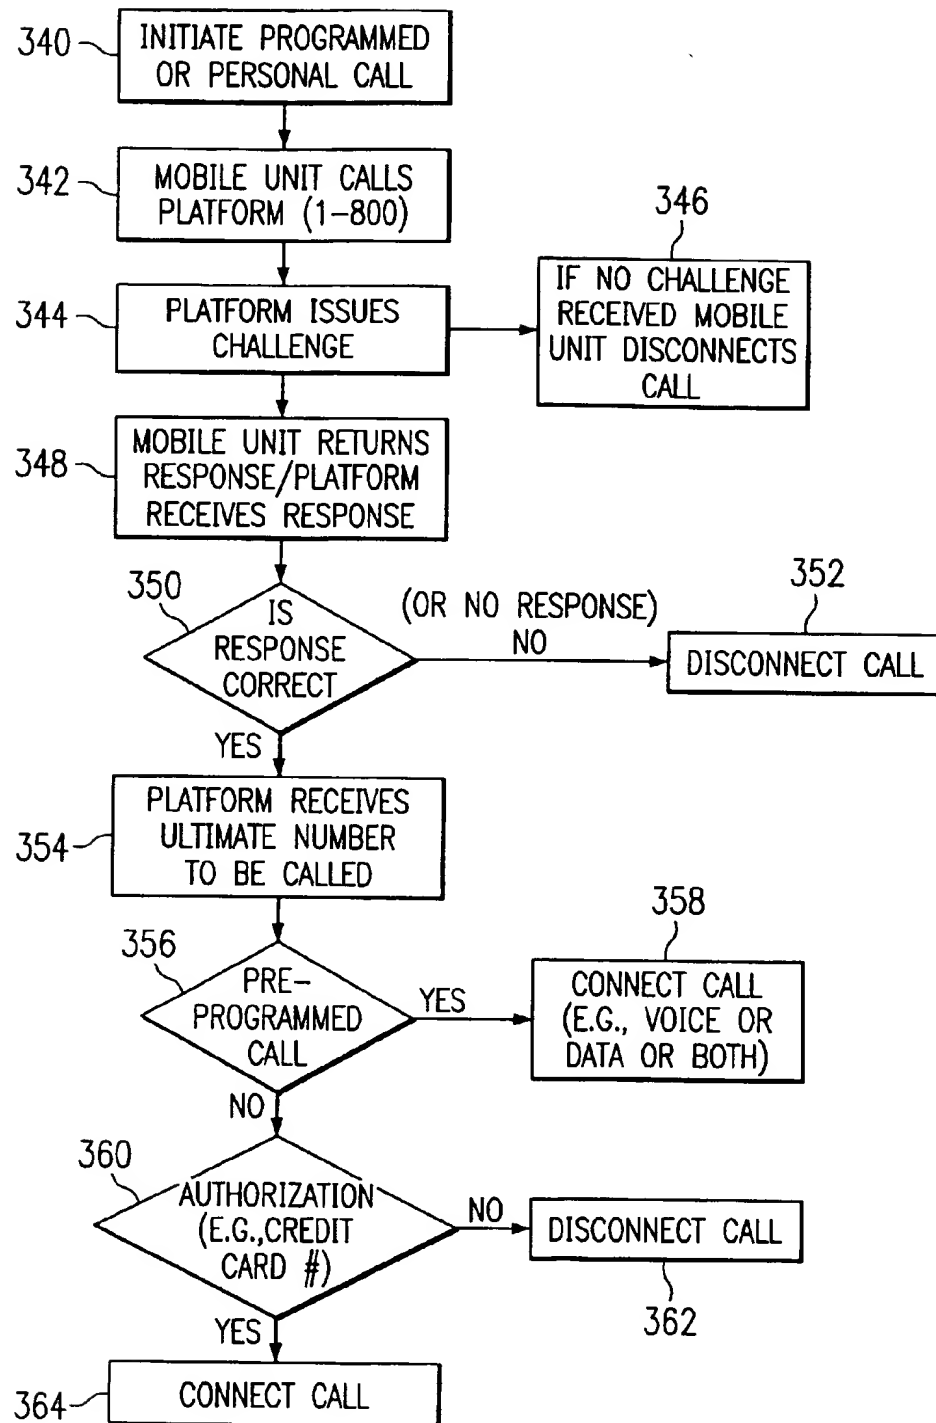 340
INITIATE PROGRAMMED
OR PERSONAL CALL
342
MOBILE UNIT CALLS
PLATFORM (1-800)
344
PLATFORM ISSUES
CHALLENGE
346
IF NO CHALLENGE
RECEIVED MOBILE
UNIT DISCONNECTS
CALL
348
MOBILE UNIT RETURNS
RESPONSE/PLATFORM
RECEIVES RESPONSE
350
IS
RESPONSE
CORRECT
(OR NO RESPONSE)
NO
352
DISCONNECT CALL
YES
354
PLATFORM RECEIVES
ULTIMATE NUMBER
TO BE CALLED
356
PRE-
PROGRAMMED
CALL
YES
358
CONNECT CALL
(E.G., VOICE OR
DATA OR BOTH)
NO
360
AUTHORIZATION
(E.G.,CREDIT
CARD #)
NO
DISCONNECT CALL
362
YES
364
CONNECT CALL